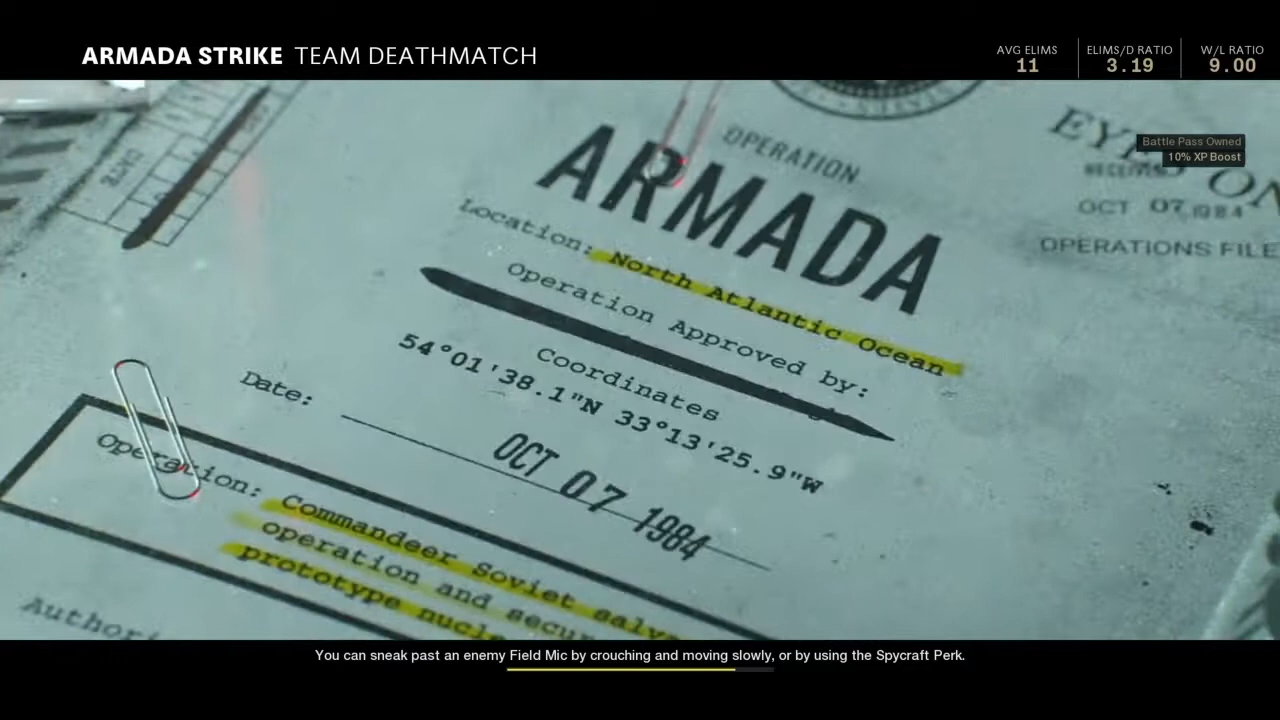 ARMADA STRIKE TEAM DEATHMATCH
AVG ELIMS
11
ELIMS/D RATIO
3.19
W/L RATIO
9.00
Battle Pass Owned
10% XP Boost
OPERATION
ARMADA
RECEIVED
OCT 07 1984
OPERATIONS FILE
DATE
Location: North Atlantic Ocean
Operation Approved by:
Coordinates
54°01'38.1"N 33°13'25.9"W
Date:
OCT 07 1984
Operation: Commandeer Soviet
operation and
prototype
You can sneak past an enemy Field Mic by crouching and moving slowly, or by using the Spycraft Perk.